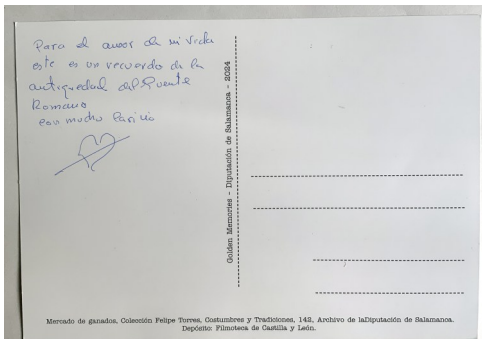 Para el amor de mi vida
este es un recuerdo de la
antiguedad del Puente
Romano
con mucho Cariño
Golden Memories - Diputación de Salamanca - 2024
Mercado de ganados, Colección Felipe Torres, Costumbres y Tradiciones, 142, Archivo de laDiputación de Salamanca.
Depósito: Filmoteca de Castilla y León.